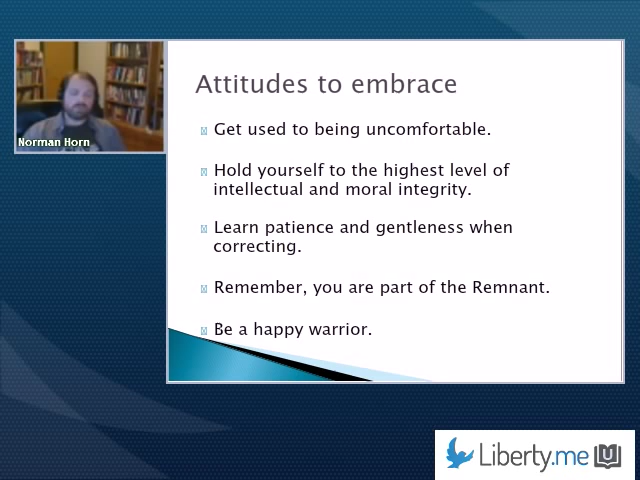 Attitudes to embrace
Get used to being uncomfortable.
Hold yourself to the highest level of
intellectual and moral integrity.
Norman Horn
Learn patience and gentleness when
correcting.
Remember, you are part of the Remnant.
Be a happy warrior.
Liberty.me U